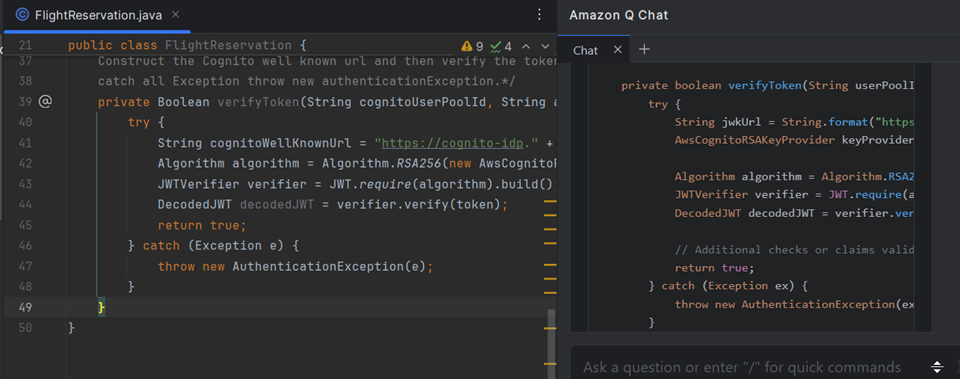 FlightReservation.java
Amazon Q Chat
21 public class FlightReservation {
9 4
Chat
37 Construct the Cognito well known url and then verify the token
38 catch all Exception throw new authenticationException.*/
39 @ private Boolean verifyToken(String cognitoUserPoolId, String a
40 try {
41 String cognitoWellKnownUrl = "https://cognito-idp." +
42 Algorithm algorithm = Algorithm.RSA256(new AwsCognitoR
43 JWTVerifier verifier = JWT.require(algorithm).build()
44 DecodedJWT decodedJWT = verifier.verify(token);
45 return true;
46 } catch (Exception e) {
47 throw new AuthenticationException(e);
48 }
49 }
50 }
private boolean verifyToken(String userPoolI
try {
String jwkUrl = String.format("https
AwsCognitoRSAKeyProvider keyProvider
Algorithm algorithm = Algorithm.RSA2
JWTVerifier verifier = JWT.require(a
DecodedJWT decodedJWT = verifier.ver
// Additional checks or claims valid
return true;
} catch (Exception ex) {
throw new AuthenticationException(ex
}
Ask a question or enter "/" for quick commands